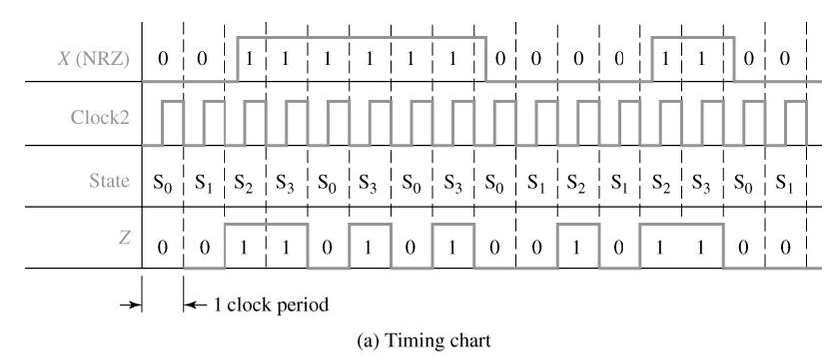 X (NRZ) 0 0 1 1 1 1 1 1 0 0 0 0 1 1 0 0
Clock2
State S₀ S₁ S₂ S₃ S₀ S₃ S₀ S₃ S₀ S₁ S₂ S₁ S₂ S₃ S₀ S₁
Z 0 0 1 1 0 1 0 1 0 0 1 0 1 1 0 0
1 clock period
(a) Timing chart